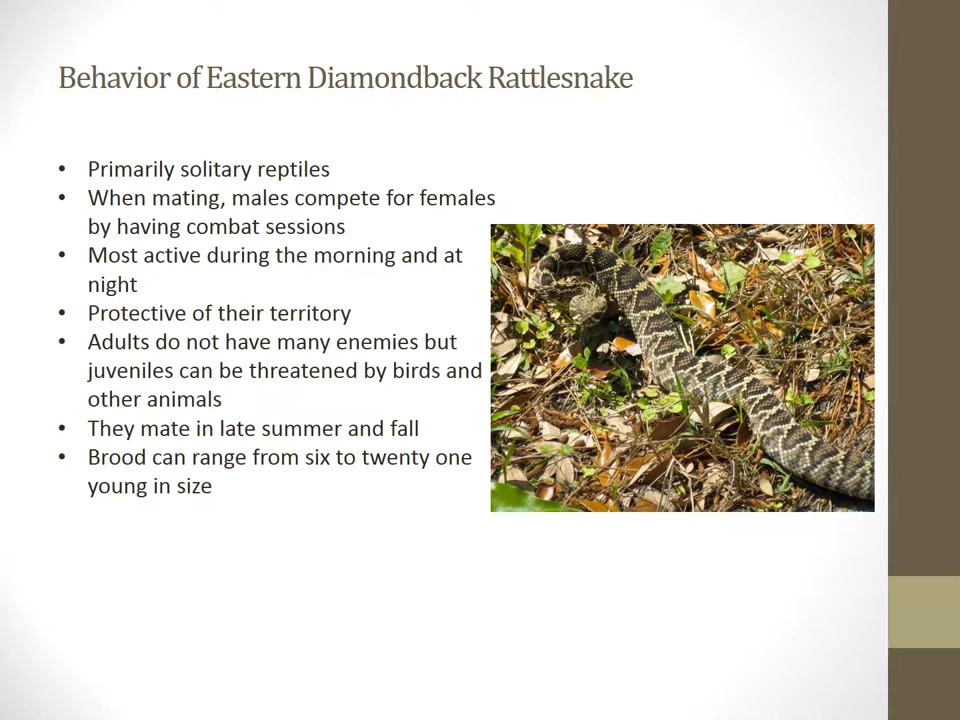 Behavior of Eastern Diamondback Rattlesnake
• Primarily solitary reptiles
• When mating, males compete for females
by having combat sessions
• Most active during the morning and at
night
• Protective of their territory
• Adults do not have many enemies but
juveniles can be threatened by birds and
other animals
• They mate in late summer and fall
• Brood can range from six to twenty one
young in size